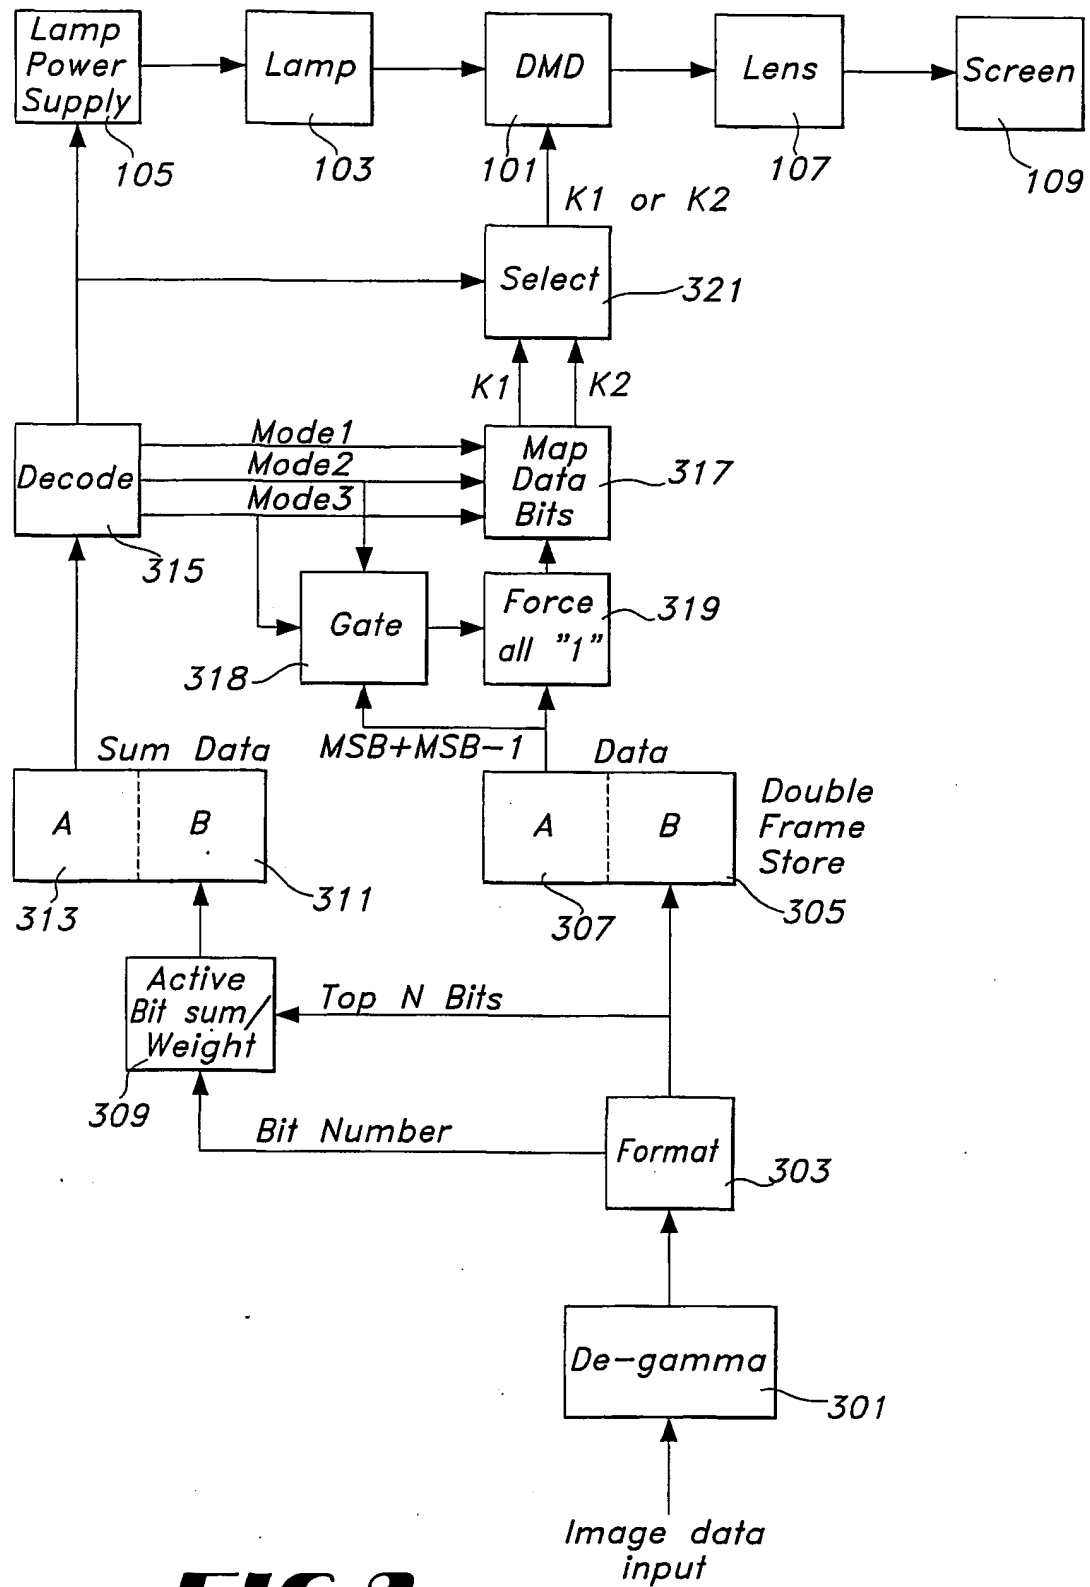 Lamp
Power
Supply
Lamp
DMD
Lens
Screen
105
103
101
107
109
K1 or K2
Select
321
K1
K2
Decode
Mode1
Mode2
Mode3
Map
Data
Bits
317
315
Gate
Force
all "1"
319
318
MSB+MSB-1
Sum Data
Data
A
B
A
B
Double
Frame
Store
313
311
307
305
Active
Bit sum/
Weight
Top N Bits
309
Bit Number
Format
303
De-gamma
301
Image data
input